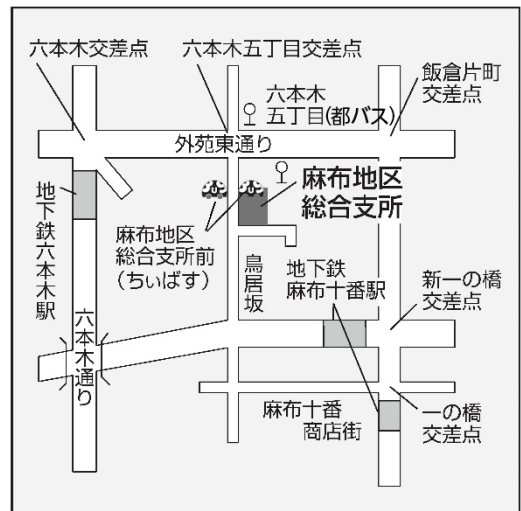 六本木交差点
六本木五丁目交差点
飯倉片町
交差点
六本木
五丁目(都バス)
外苑東通り
麻布地区
総合支所
地下鉄六本木駅
麻布地区
総合支所前
(ちぃばす)
鳥居坂
地下鉄
麻布十番駅
新一の橋
交差点
六本木通り
麻布十番
商店街
一の橋
交差点